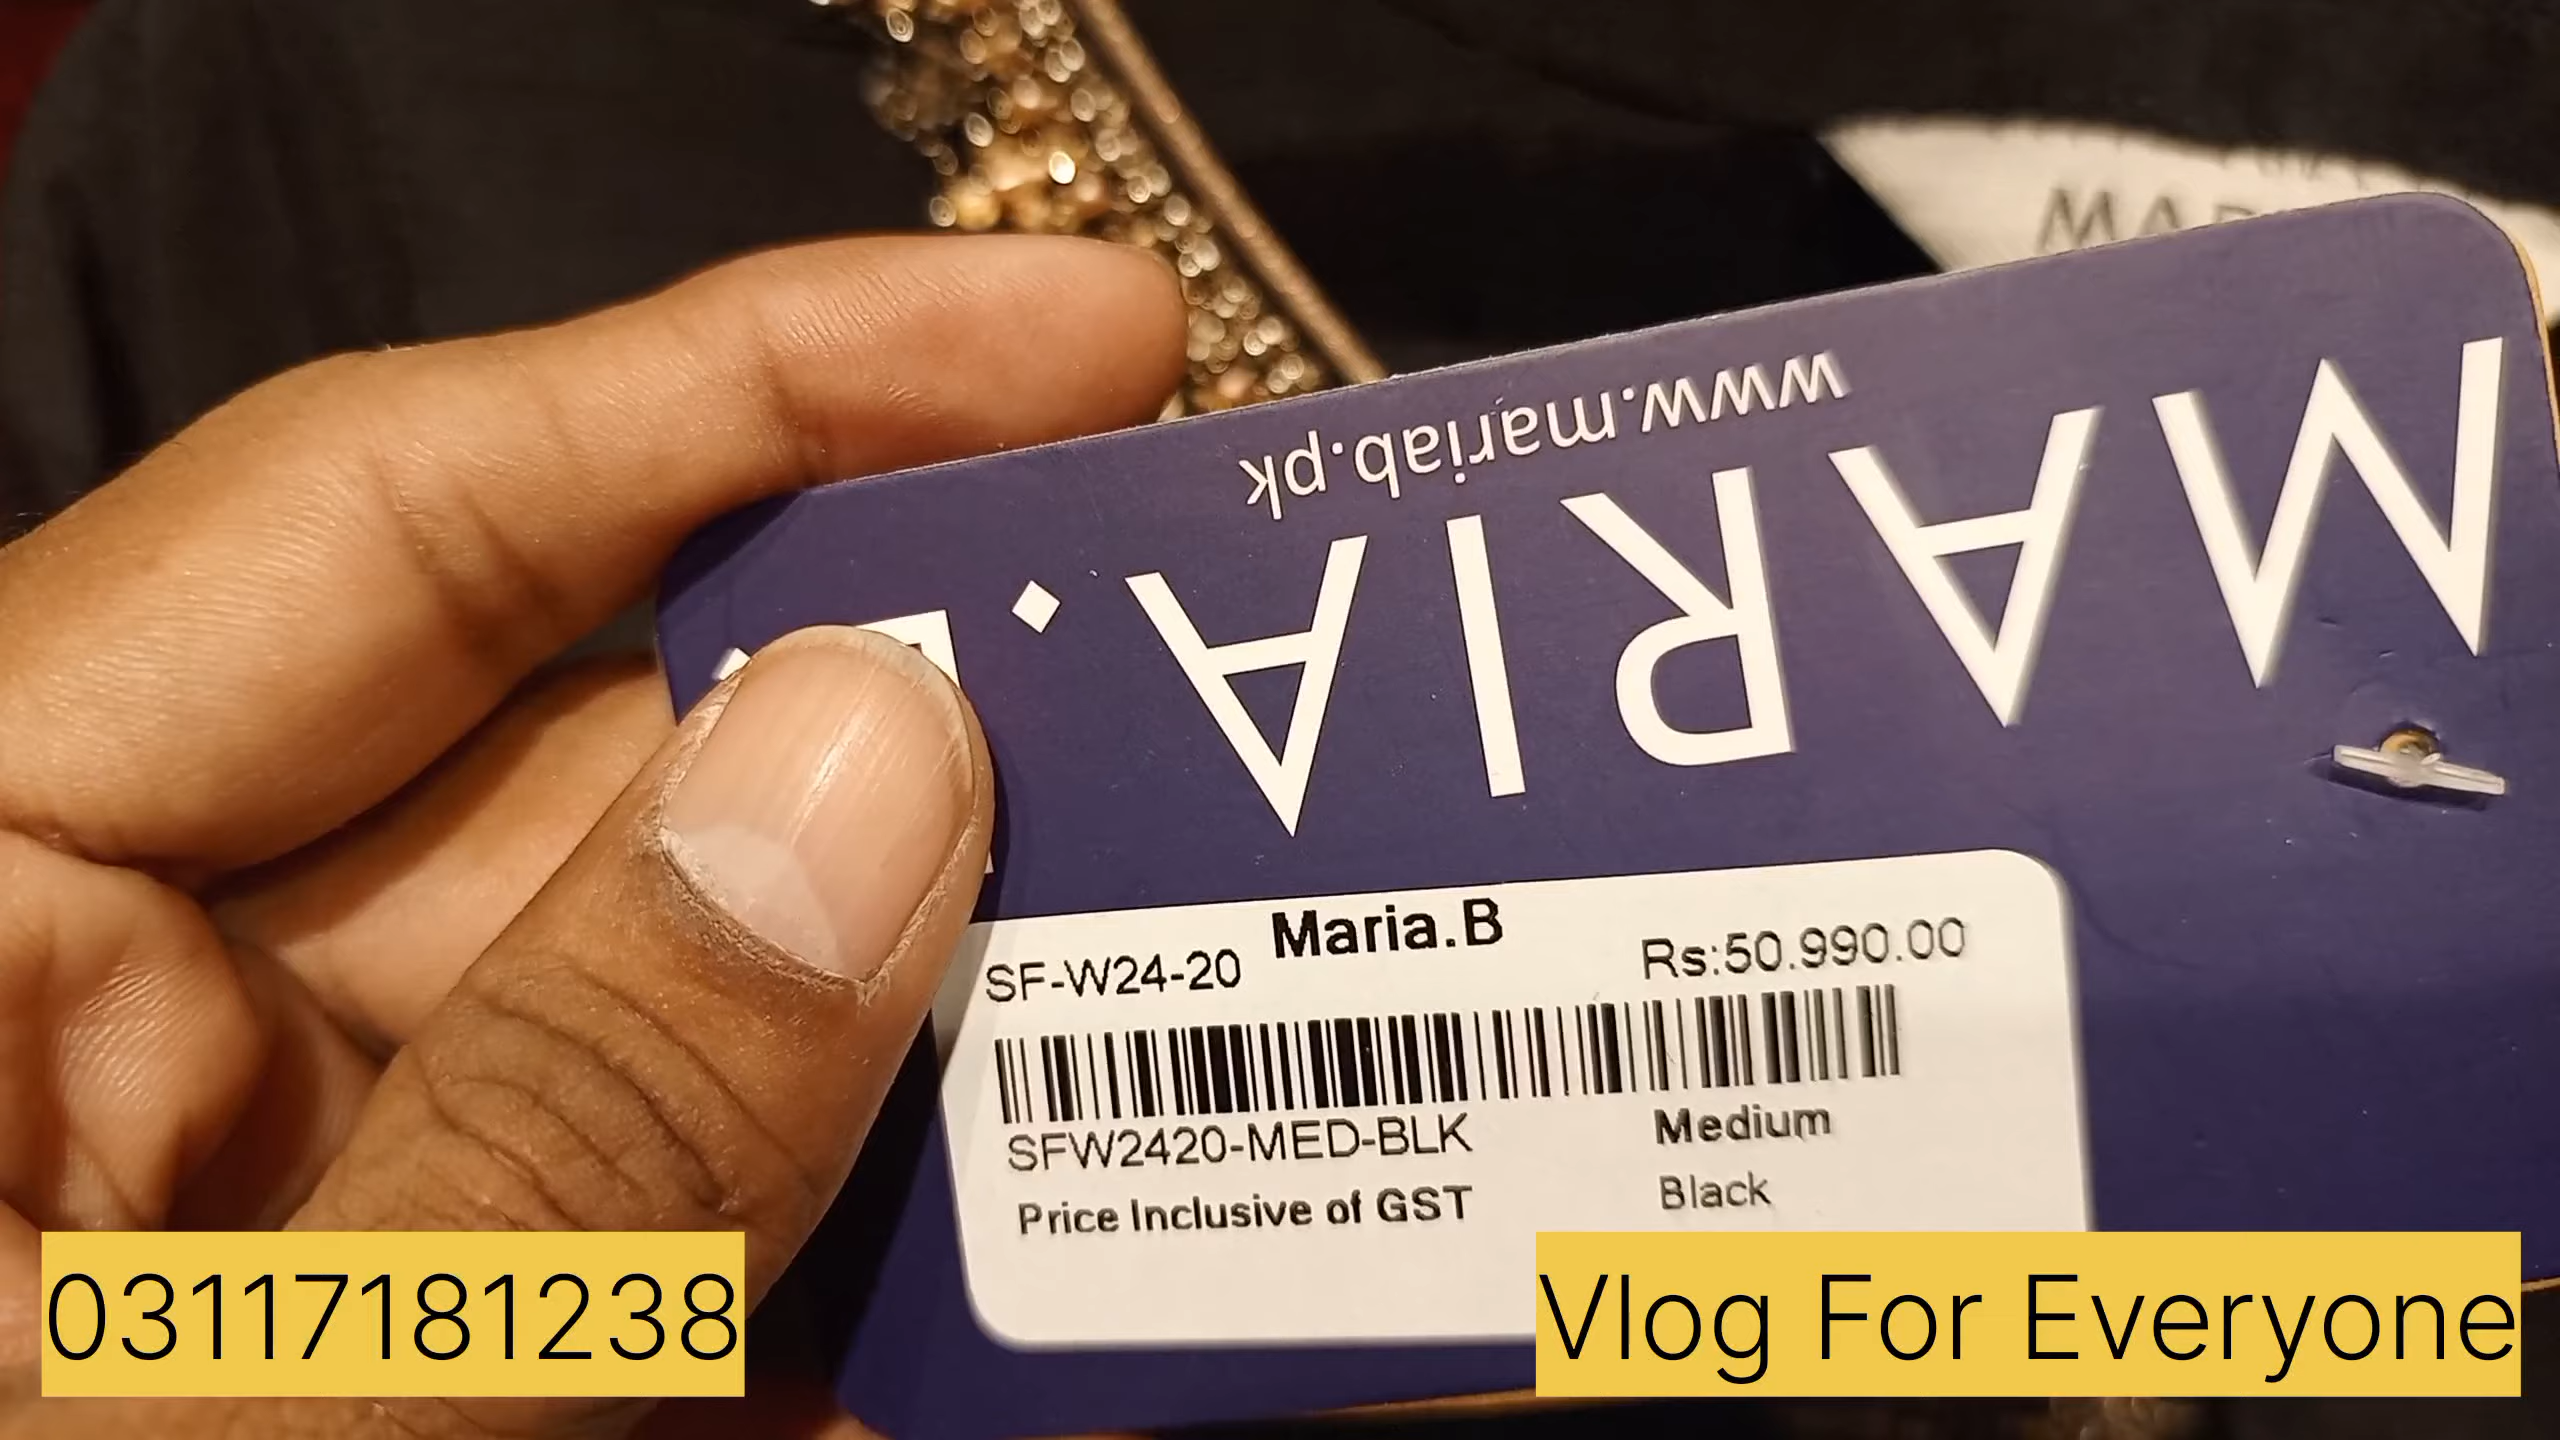 www.mariab.pk
MARIA.B.
SF-W24-20
Maria.B
Rs:50.990.00
SFW2420-MED-BLK
Medium
Price Inclusive of GST
Black
03117181238
Vlog For Everyone